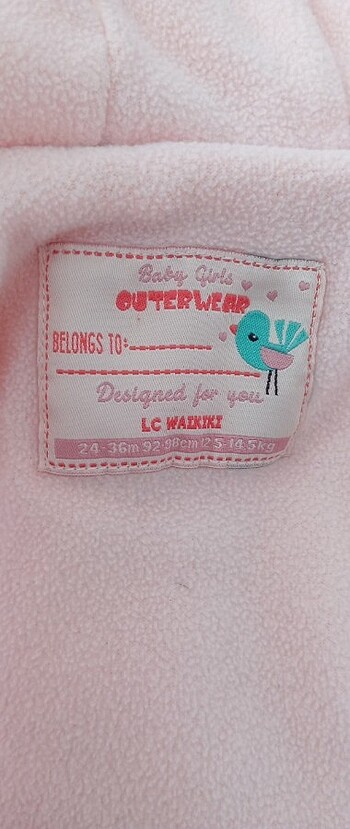 Baby Girls
OUTERWEAR
BELONGS TO:
Designed for you
LC WAIKIKI
24-36m 92-98cm 12.5-14.5kg